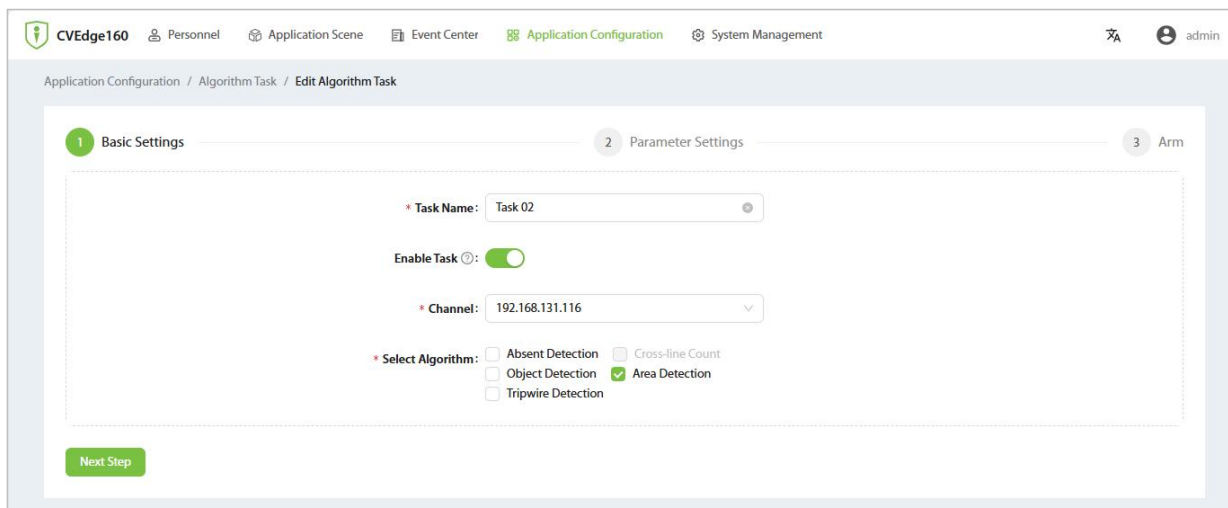 CVEdge160 Personnel Application Scene Event Center Application Configuration System Management admin
Application Configuration / Algorithm Task / Edit Algorithm Task
1 Basic Settings 2 Parameter Settings 3 Arm
* Task Name: Task 02
Enable Task ?:
* Channel: 192.168.131.116
* Select Algorithm: Absent Detection Cross-line Count
Object Detection Area Detection
Tripwire Detection
Next Step